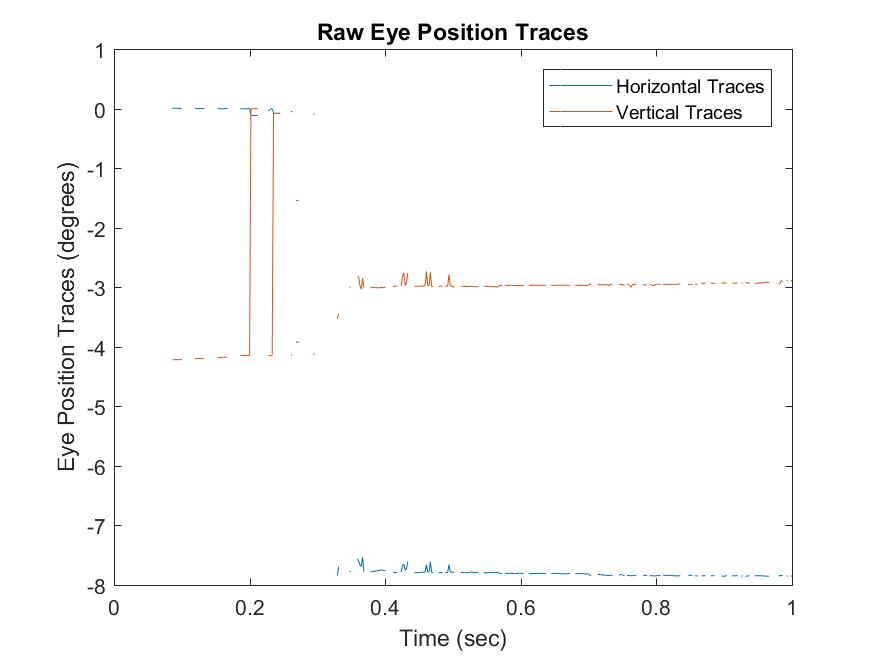 Raw Eye Position Traces
Horizontal Traces
Vertical Traces
1
0
-1
-2
-3
-4
-5
-6
-7
-8
Eye Position Traces (degrees)
0 0.2 0.4 0.6 0.8 1
Time (sec)